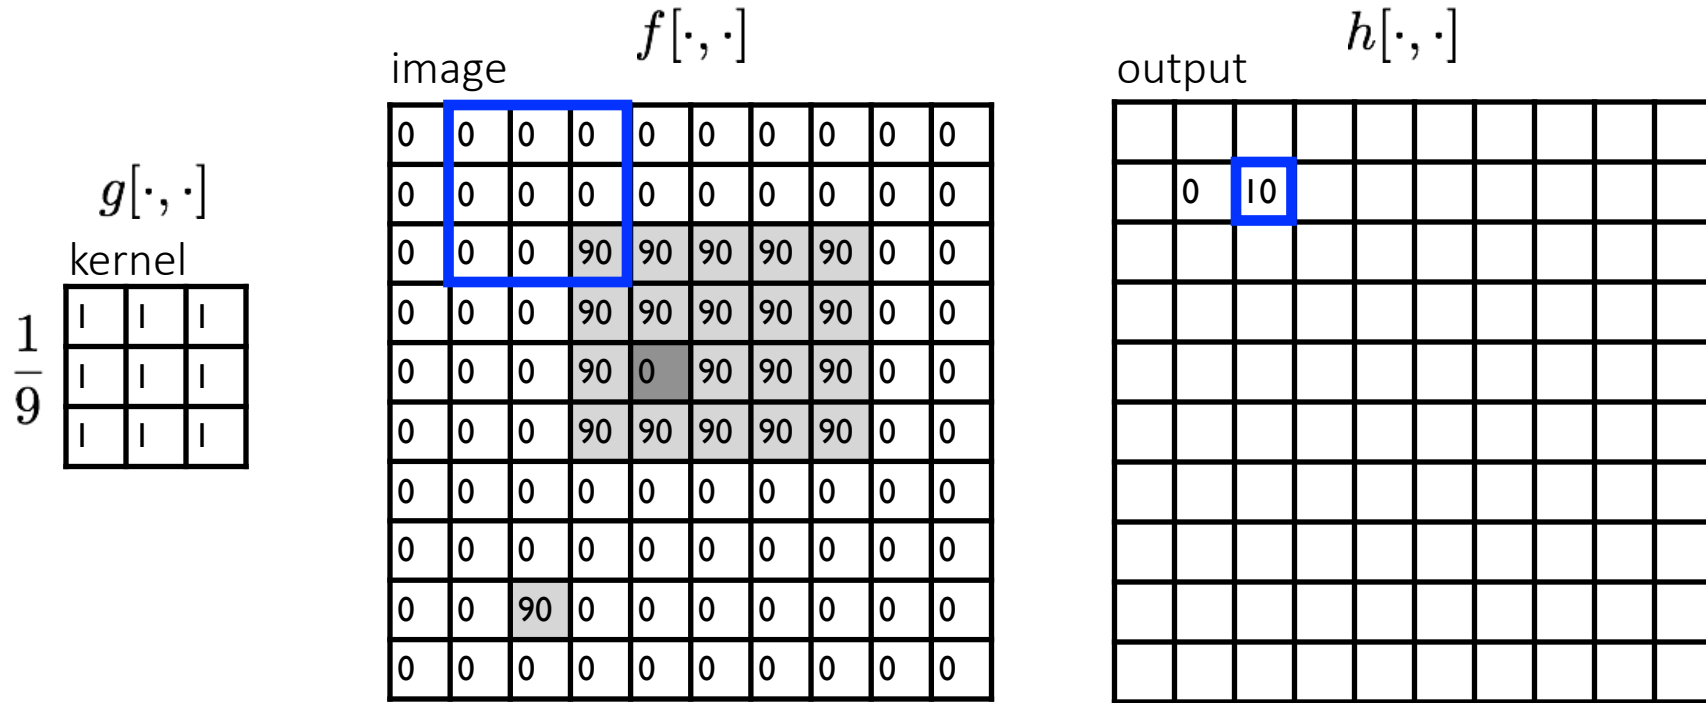 f[·, ·]
h[·, ·]
image
output
g[·, ·]
kernel
1/9
1 1 1
1 1 1
1 1 1
0 0 0 0 0 0 0 0 0 0
0 0 0 0 0 0 0 0 0 0
0 0 0 90 90 90 90 90 0 0
0 0 0 90 90 90 90 90 0 0
0 0 0 90 0 90 90 90 0 0
0 0 0 90 90 90 90 90 0 0
0 0 0 0 0 0 0 0 0 0
0 0 0 0 0 0 0 0 0 0
0 0 90 0 0 0 0 0 0 0
0 0 0 0 0 0 0 0 0 0
0 10